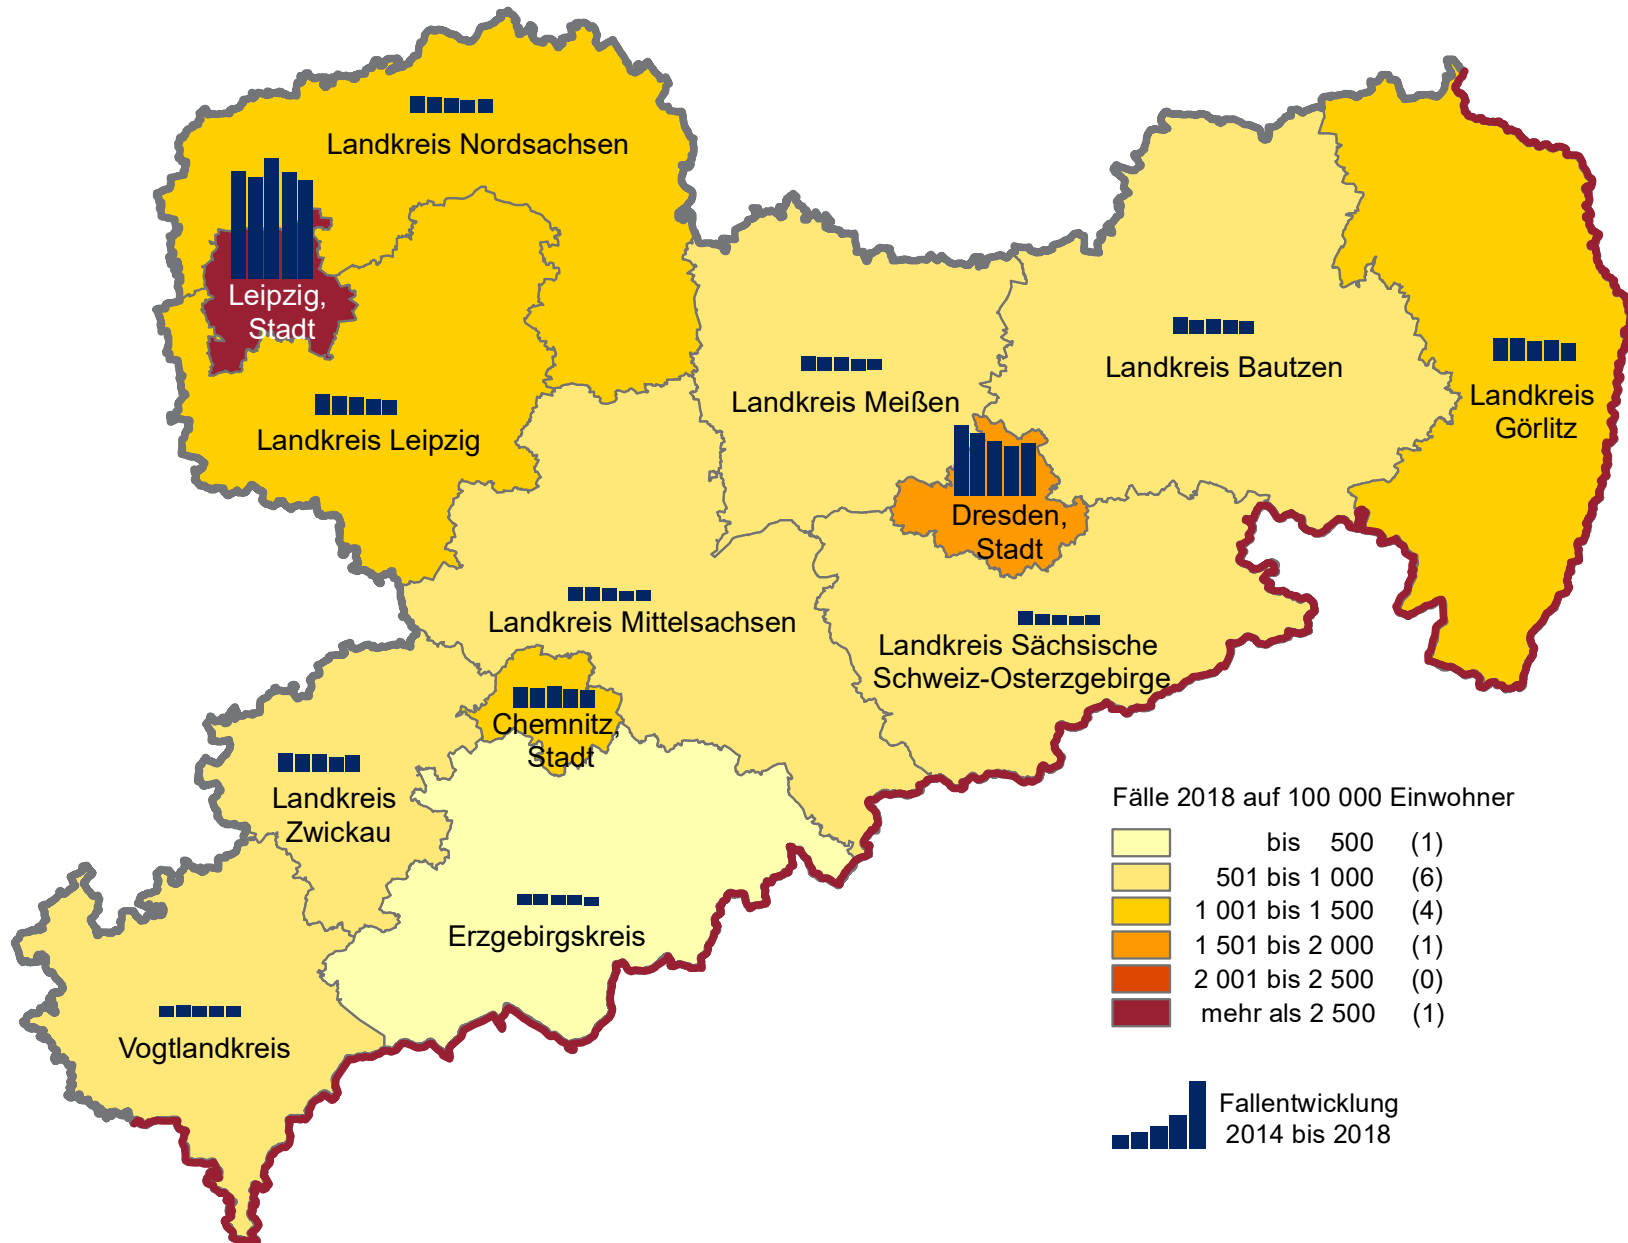 Landkreis Nordsachsen
Leipzig,
Stadt
Landkreis Leipzig
Landkreis Meißen
Landkreis Bautzen
Landkreis
Görlitz
Dresden,
Stadt
Landkreis Mittelsachsen
Landkreis Sächsische
Schweiz-Osterzgebirge
Chemnitz,
Stadt
Landkreis
Zwickau
Erzgebirgskreis
Vogtlandkreis
Fälle 2018 auf 100 000 Einwohner
bis 500 (1)
501 bis 1 000 (6)
1 001 bis 1 500 (4)
1 501 bis 2 000 (1)
2 001 bis 2 500 (0)
mehr als 2 500 (1)
Fallentwicklung
2014 bis 2018